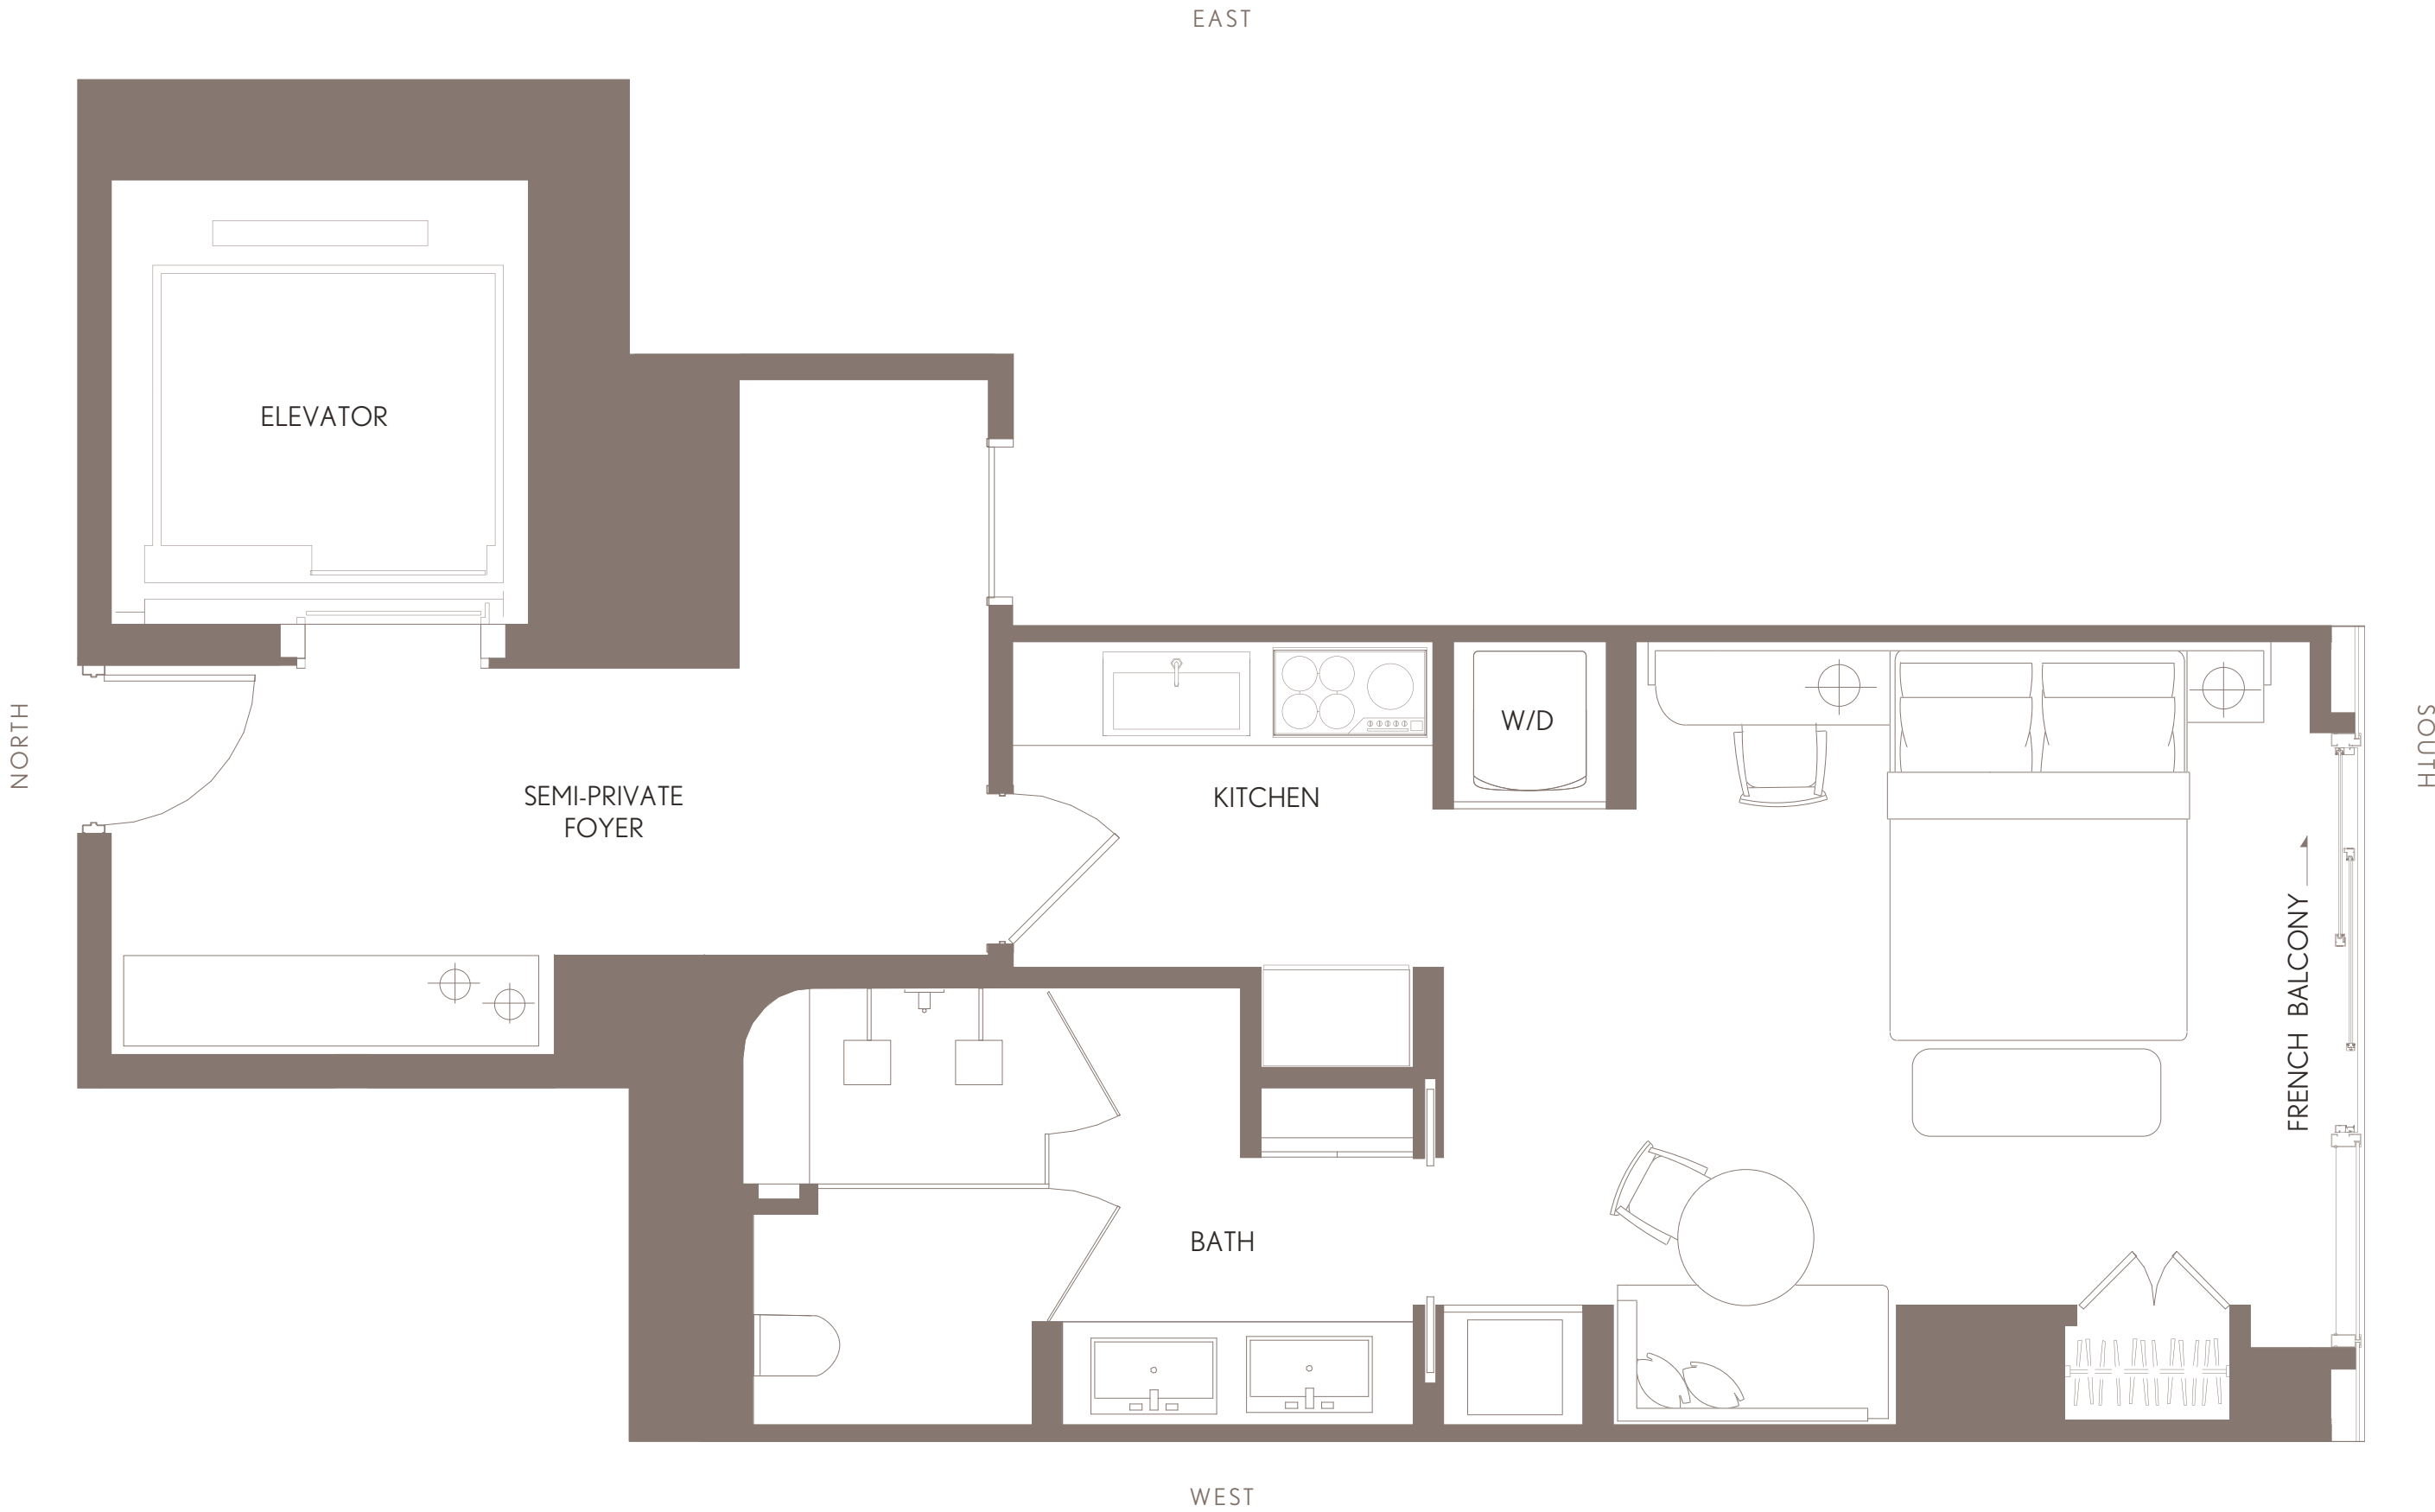 EAST
ELEVATOR
NORTH
SEMI-PRIVATE
FOYER
KITCHEN
W/D
SOUTH
FRENCH BALCONY
BATH
WEST